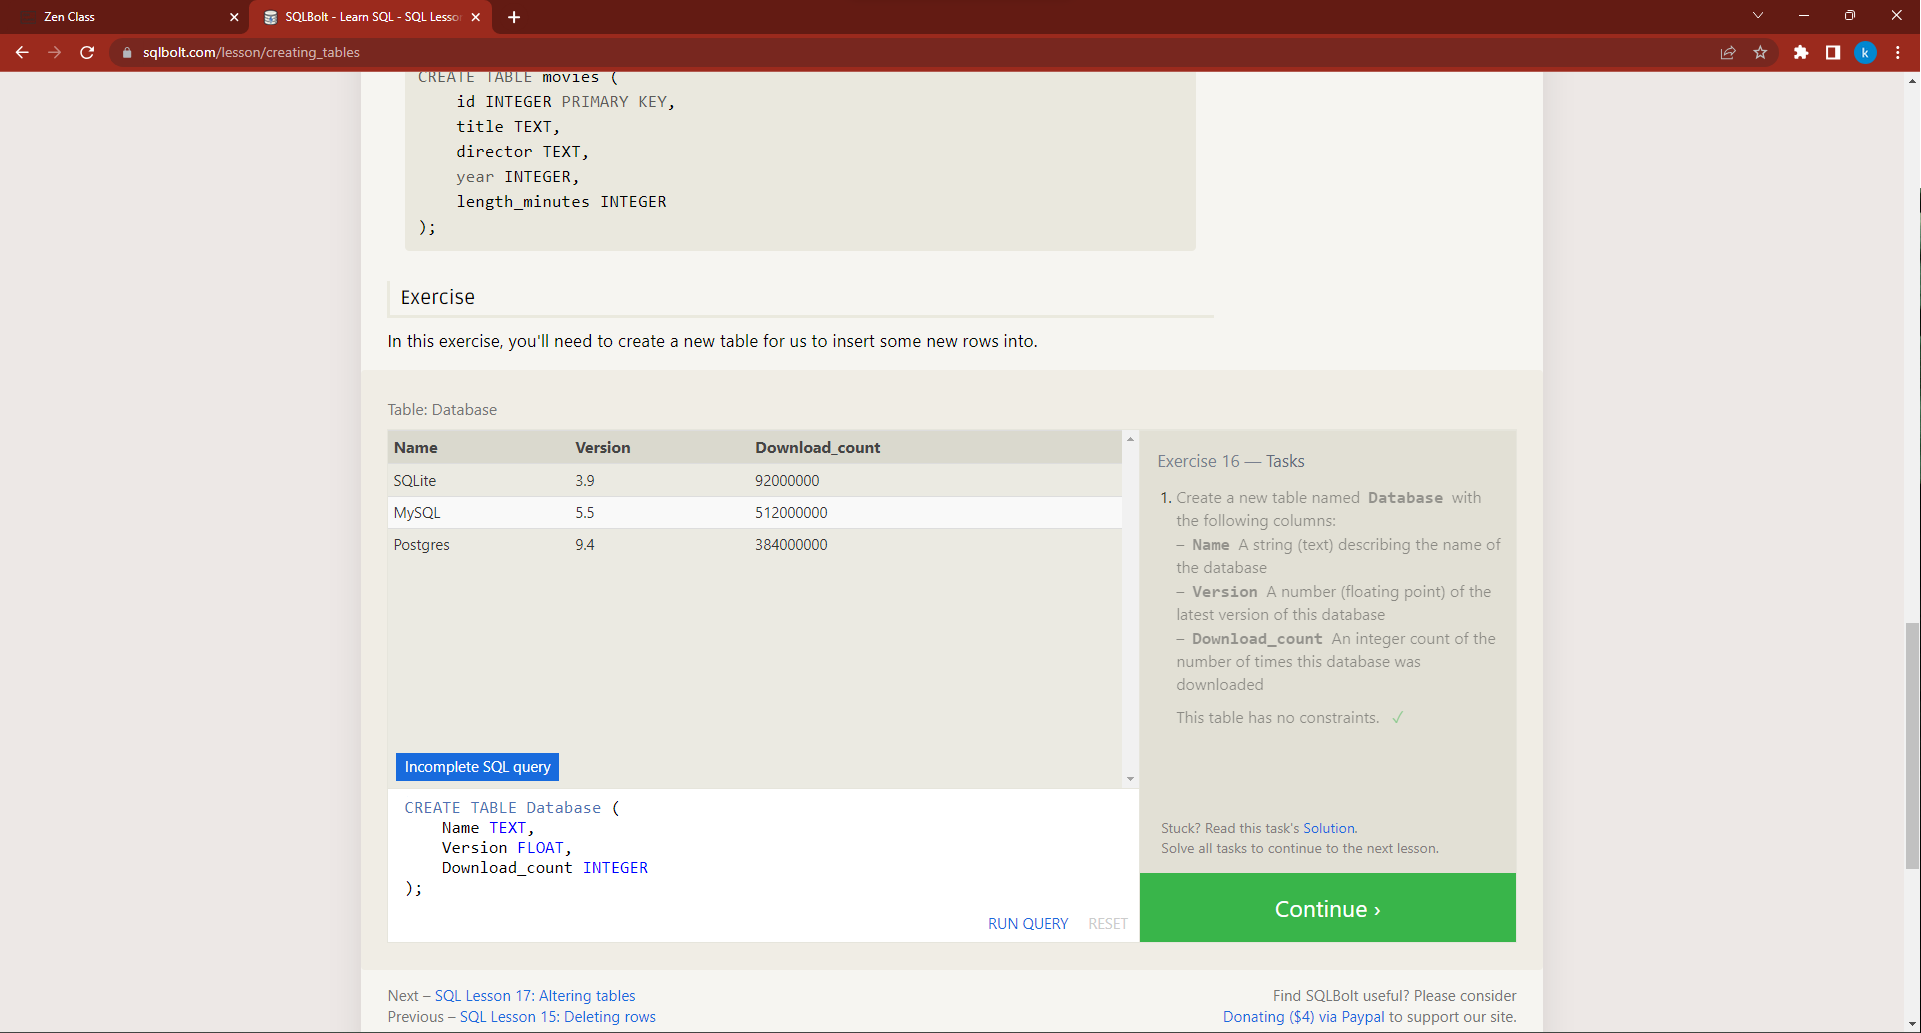 Zen Class
SQLBolt - Learn SQL - SQL Lesso
sqlbolt.com/lesson/creating_tables
k
CREATE TABLE movies (
id INTEGER PRIMARY KEY,
title TEXT,
director TEXT,
year INTEGER,
length_minutes INTEGER
);
Exercise
In this exercise, you'll need to create a new table for us to insert some new rows into.
Table: Database
Name Version Download_count
SQLite 3.9 92000000
MySQL 5.5 512000000
Postgres 9.4 384000000
Incomplete SQL query
CREATE TABLE Database (
Name TEXT,
Version FLOAT,
Download_count INTEGER
);
RUN QUERY RESET
Exercise 16 — Tasks
1. Create a new table named Database with
the following columns:
– Name A string (text) describing the name of
the database
– Version A number (floating point) of the
latest version of this database
– Download_count An integer count of the
number of times this database was
downloaded
This table has no constraints. ✓
Stuck? Read this task's Solution.
Solve all tasks to continue to the next lesson.
Continue ›
Next – SQL Lesson 17: Altering tables
Previous – SQL Lesson 15: Deleting rows
Find SQLBolt useful? Please consider
Donating ($4) via Paypal to support our site.